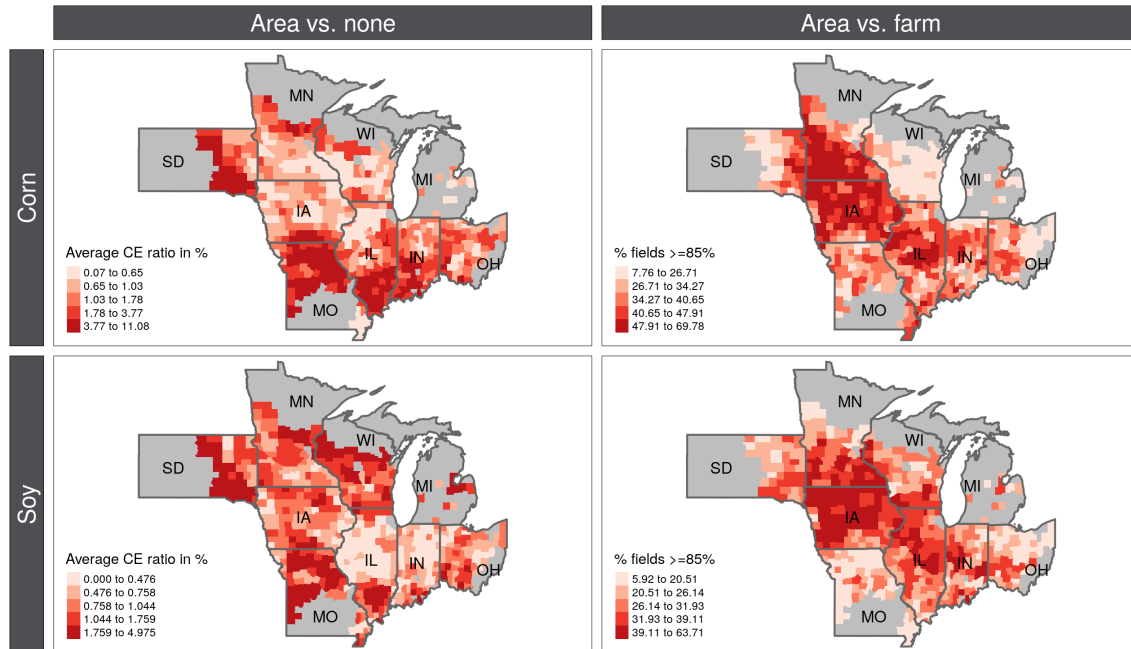 Area vs. none
Area vs. farm
Corn
MN
WI
SD
MI
IA
IL
IN
OH
MO
Average CE ratio in %
0.07 to 0.65
0.65 to 1.03
1.03 to 1.78
1.78 to 3.77
3.77 to 11.08
MN
WI
SD
MI
IA
IL
IN
OH
MO
% fields >=85%
7.76 to 26.71
26.71 to 34.27
34.27 to 40.65
40.65 to 47.91
47.91 to 69.78
Soy
MN
WI
SD
MI
IA
IL
IN
OH
MO
Average CE ratio in %
0.000 to 0.476
0.476 to 0.758
0.758 to 1.044
1.044 to 1.759
1.759 to 4.975
MN
WI
SD
MI
IA
IL
IN
OH
MO
% fields >=85%
5.92 to 20.51
20.51 to 26.14
26.14 to 31.93
31.93 to 39.11
39.11 to 63.71